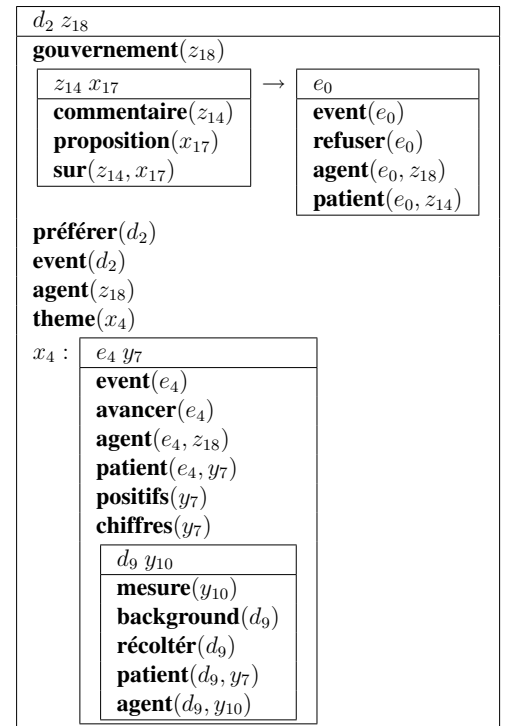 d₂ z₁₈
gouvernement(z₁₈)
z₁₄ x₁₇ → e₀
commentaire(z₁₄) event(e₀)
proposition(x₁₇) refuser(e₀)
sur(z₁₄, x₁₇) agent(e₀, z₁₈)
patient(e₀, z₁₄)
préférer(d₂)
event(d₂)
agent(z₁₈)
theme(x₄)
x₄ : e₄ y₇
event(e₄)
avancer(e₄)
agent(e₄, z₁₈)
patient(e₄, y₇)
positifs(y₇)
chiffres(y₇)
d₉ y₁₀
mesure(y₁₀)
background(d₉)
récoltér(d₉)
patient(d₉, y₇)
agent(d₉, y₁₀)